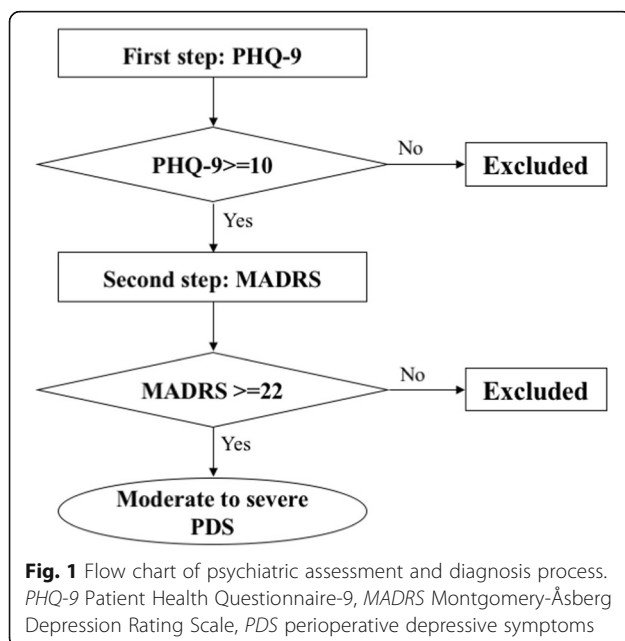 First step: PHQ-9
PHQ-9>=10
No
Excluded
Yes
Second step: MADRS
MADRS >=22
No
Excluded
Yes
Moderate to severe
PDS
Fig. 1 Flow chart of psychiatric assessment and diagnosis process.
PHQ-9 Patient Health Questionnaire-9, MADRS Montgomery-Åsberg
Depression Rating Scale, PDS perioperative depressive symptoms